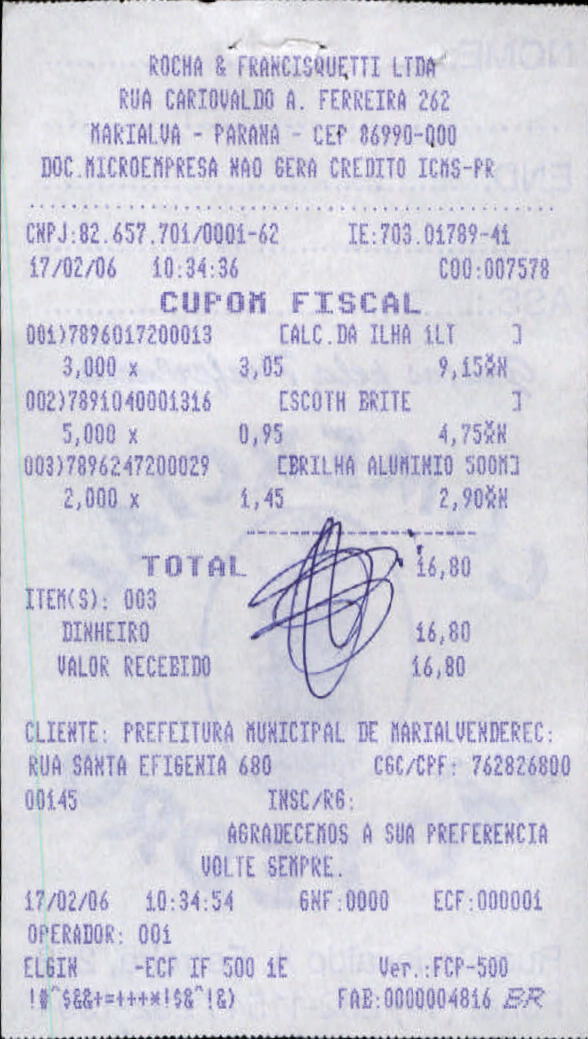 ROCHA & FRANCISQUETTI LTDA
RUA CARIOVALDO A. FERREIRA 262
MARIALVA - PARANA - CEP 86990-000
DOC.MICROEMPRESA NAO GERA CREDITO ICMS-PR
CNPJ:82.657.701/0001-62 IE:703.01789-41
17/02/06 10:34:36 COO:007578
CUPOM FISCAL
001)7896017200013 [ALC.DA ILHA 1LT ]
3,000 x 3,05 9,15¤N
002)7891040001316 [SCOTH BRITE ]
5,000 x 0,95 4,75¤N
003)7896247200029 [BRILHA ALUMINIO 500M]
2,000 x 1,45 2,90¤N
TOTAL 16,80
ITEM(S): 003
DINHEIRO 16,80
VALOR RECEBIDO 16,80
CLIENTE: PREFEITURA MUNICIPAL DE MARIALVENDEREC:
RUA SANTA EFIGENIA 680 CGC/CPF: 762826800
00145 INSC/RG:
AGRADECEMOS A SUA PREFERENCIA
VOLTE SEMPRE.
17/02/06 10:34:54 GNF:0000 ECF:000001
OPERADOR: 001
ELGIN -ECF IF 500 1E Ver.:FCP-500
!@^$&&+=+++*!$&^!&) FAB:0000004816 BR